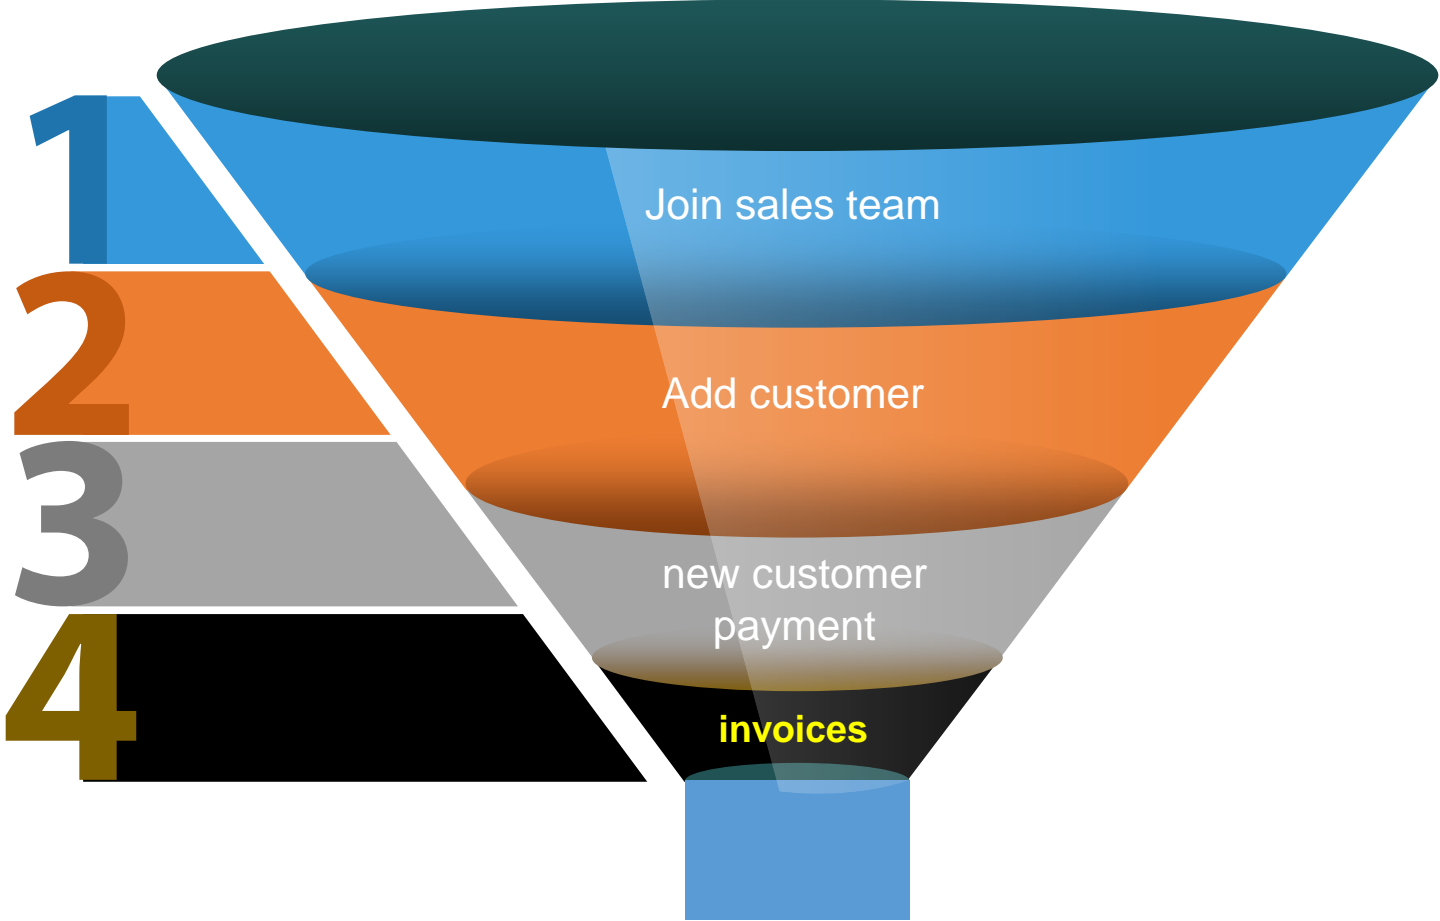 1
Join sales team
2
Add customer
3
new customer
payment
4
invoices